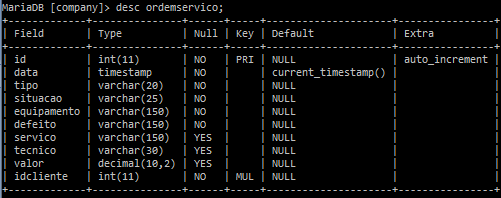 MariaDB [company]> desc ordemservico;
+-------------+--------------+------+-----+---------------------+----------------+
| Field       | Type         | Null | Key | Default             | Extra          |
+-------------+--------------+------+-----+---------------------+----------------+
| id          | int(11)      | NO   | PRI | NULL                | auto_increment |
| data        | timestamp    | NO   |     | current_timestamp() |                |
| tipo        | varchar(20)  | NO   |     | NULL                |                |
| situacao    | varchar(25)  | NO   |     | NULL                |                |
| equipamento | varchar(150) | NO   |     | NULL                |                |
| defeito     | varchar(150) | NO   |     | NULL                |                |
| servico     | varchar(150) | YES  |     | NULL                |                |
| tecnico     | varchar(30)  | YES  |     | NULL                |                |
| valor       | decimal(10,2) | YES  |     | NULL                |                |
| idcliente   | int(11)      | NO   | MUL | NULL                |                |
+-------------+--------------+------+-----+---------------------+----------------+